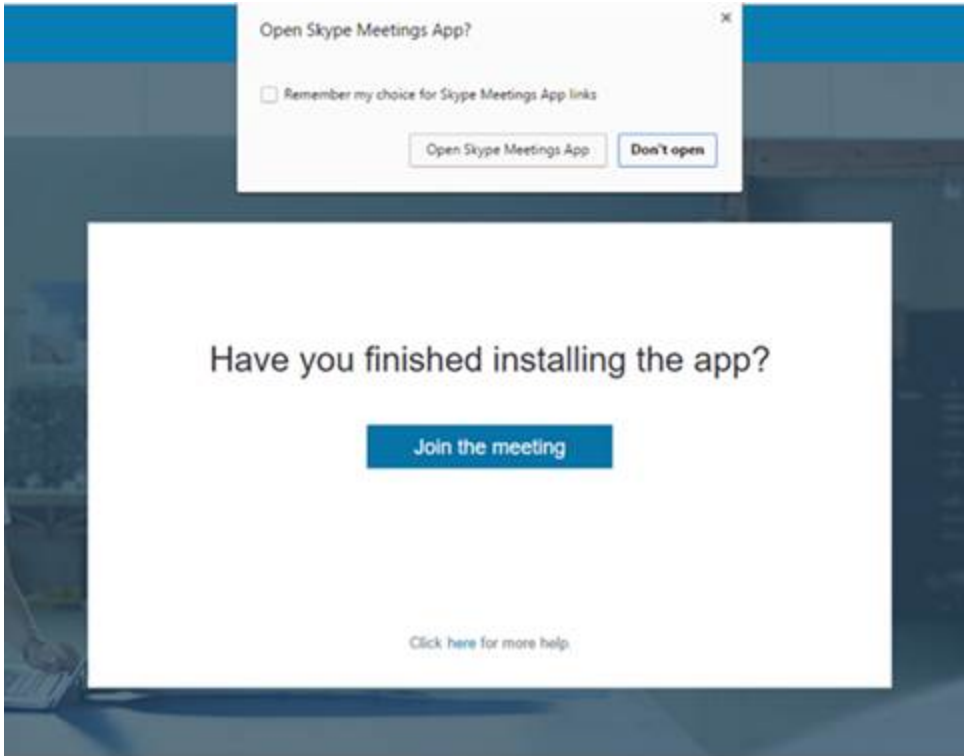 Open Skype Meetings App?
Remember my choice for Skype Meetings App links
Open Skype Meetings App Don't open
Have you finished installing the app?
Join the meeting
Click here for more help.